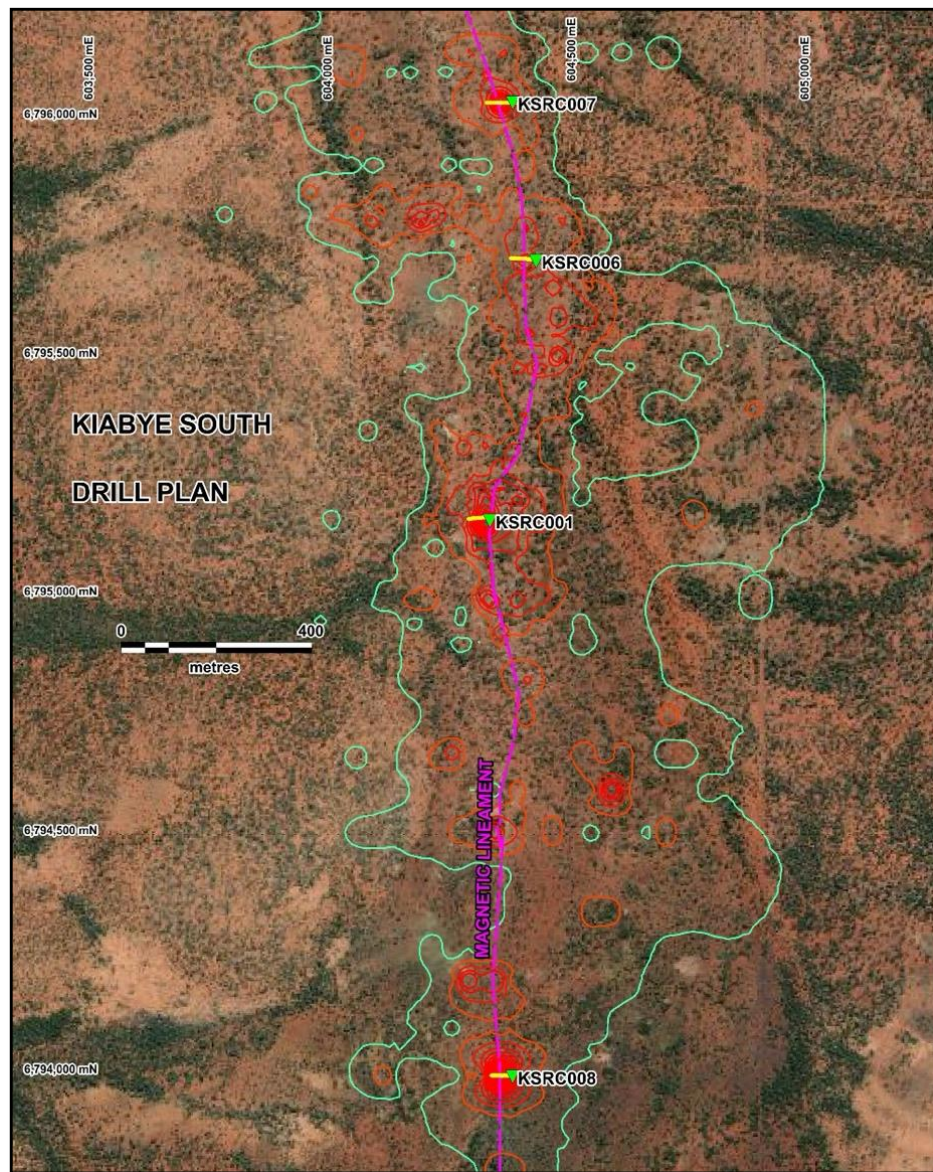 603,500 mE
604,000 mE
604,500 mE
605,000 mE
6,796,000 mN
KSRC007
KSRC006
6,795,500 mN
KIABYE SOUTH
DRILL PLAN
KSRC001
6,795,000 mN
0 400
metres
MAGNETIC LINEAMENT
6,794,500 mN
6,794,000 mN
KSRC008